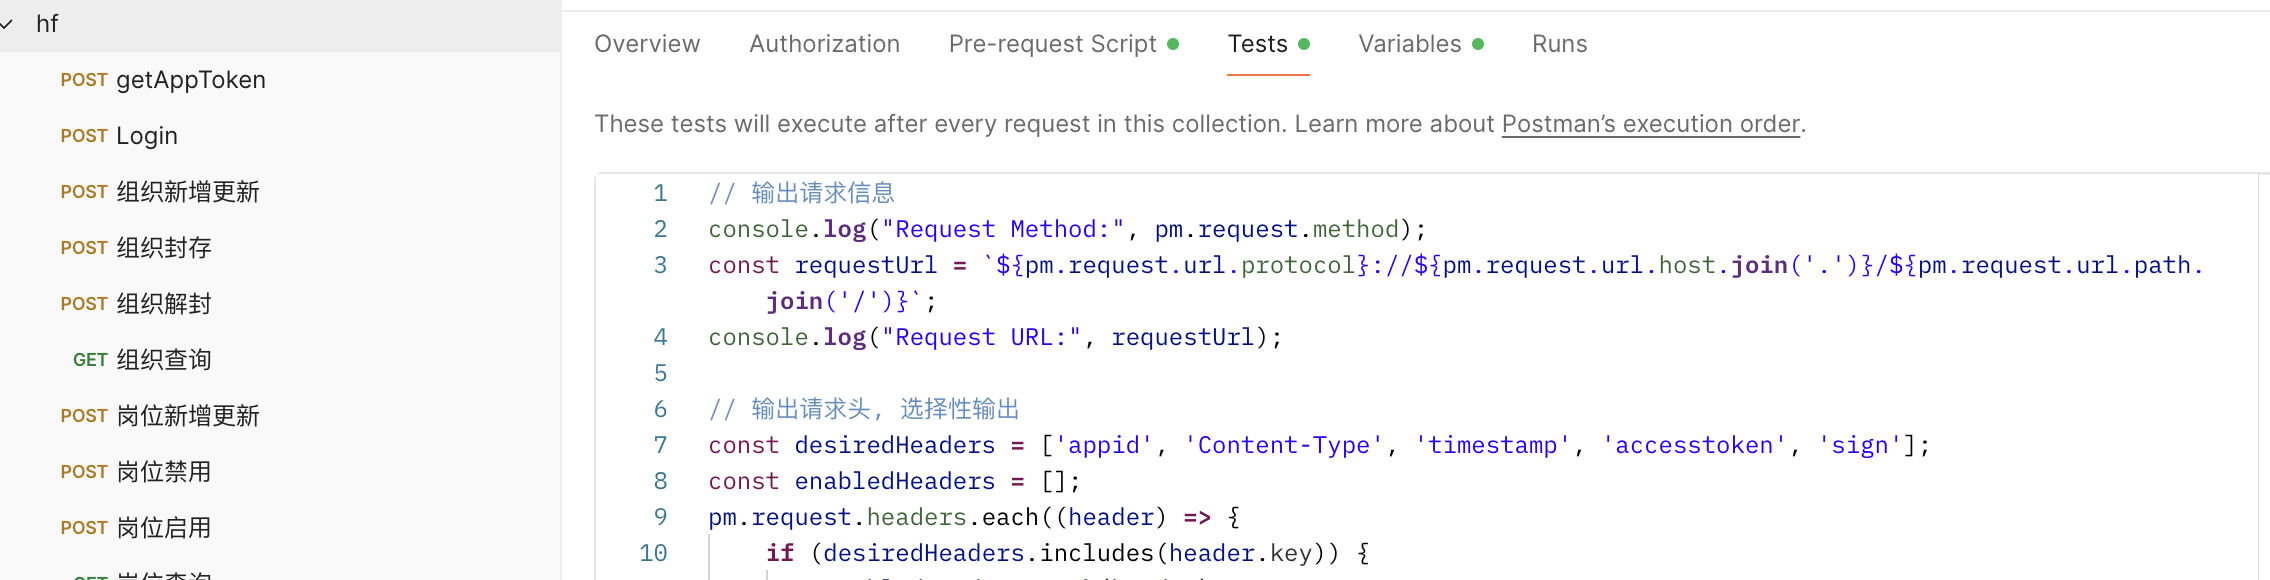 hf
POST getAppToken
POST Login
POST 组织新增更新
POST 组织封存
POST 组织解封
GET 组织查询
POST 岗位新增更新
POST 岗位禁用
POST 岗位启用
Overview Authorization Pre-request Script Tests Variables Runs
These tests will execute after every request in this collection. Learn more about Postman’s execution order.
1 // 输出请求信息
2 console.log("Request Method:", pm.request.method);
3 const requestUrl = `${pm.request.url.protocol}://${pm.request.url.host.join('.')}/${pm.request.url.path.
join('/')}`;
4 console.log("Request URL:", requestUrl);
5
6 // 输出请求头, 选择性输出
7 const desiredHeaders = ['appid', 'Content-Type', 'timestamp', 'accesstoken', 'sign'];
8 const enabledHeaders = [];
9 pm.request.headers.each((header) => {
10 if (desiredHeaders.includes(header.key)) {